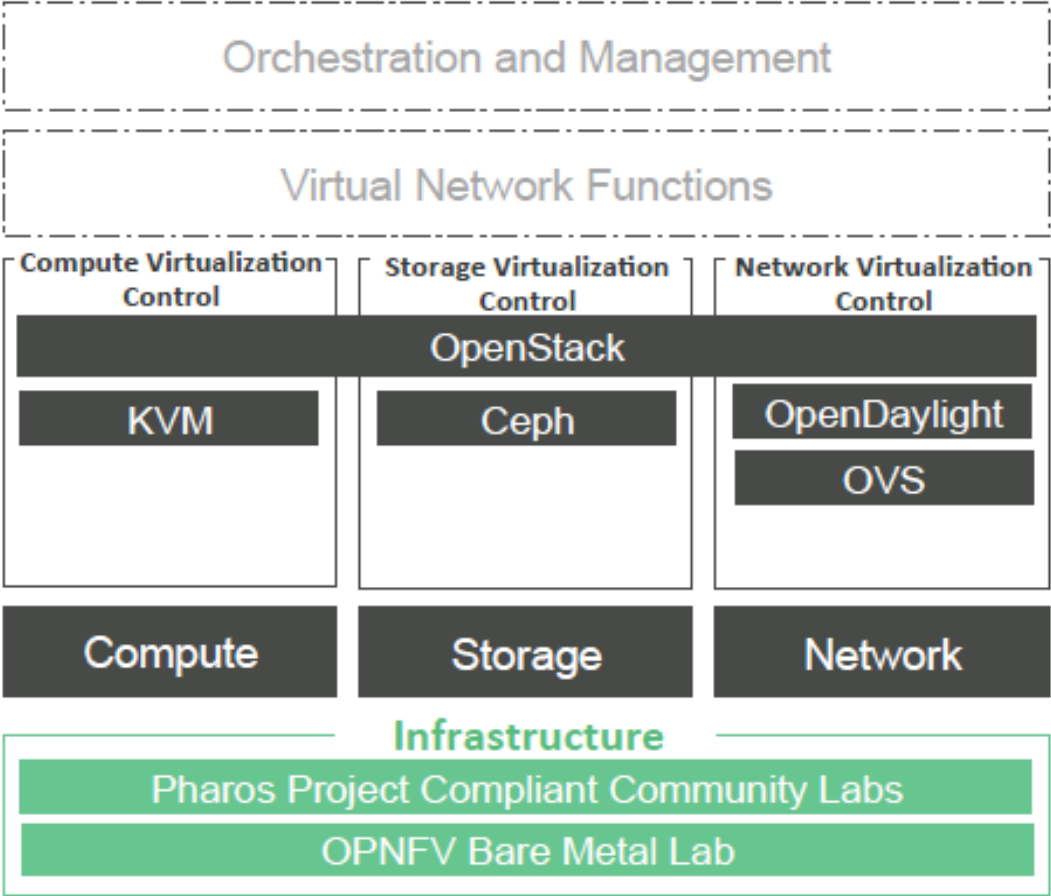 Orchestration and Management
Virtual Network Functions
Compute Virtualization
Control
Storage Virtualization
Control
Network Virtualization
Control
OpenStack
KVM
Ceph
OpenDaylight
OVS
Compute
Storage
Network
Infrastructure
Pharos Project Compliant Community Labs
OPNFV Bare Metal Lab